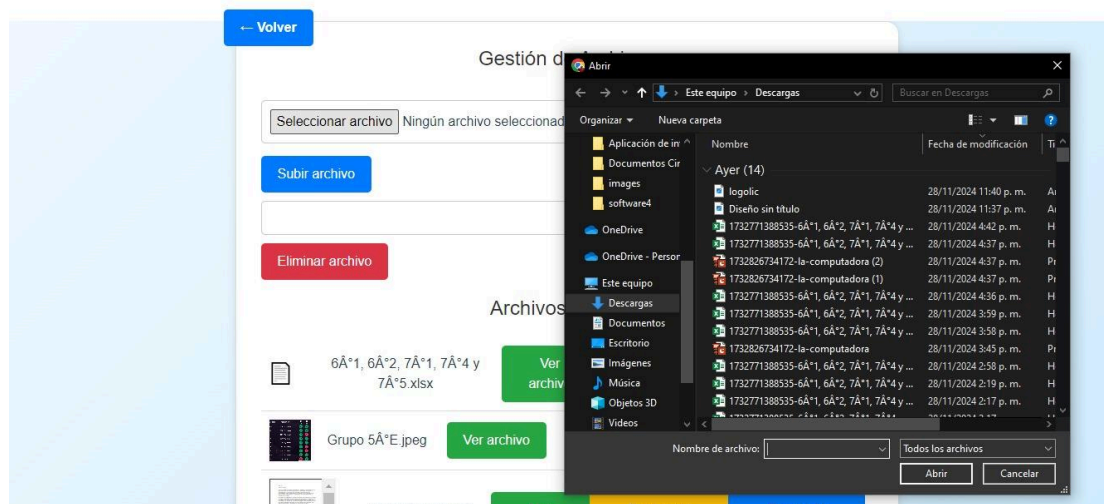 ← Volver
Gestión d
Seleccionar archivo Ningún archivo seleccionad
Subir archivo
Eliminar archivo
Archivos
6Â°1, 6Â°2, 7Â°1, 7Â°4 y
7Â°5.xlsx
Ver
archiv
Grupo 5Â°E.jpeg
Ver archivo
Abrir
Este equipo › Descargas
Buscar en Descargas
Organizar
Nueva carpeta
Aplicación de in
Documentos Cir
images
software4
OneDrive
OneDrive - Person
Este equipo
Descargas
Documentos
Escritorio
Imágenes
Música
Objetos 3D
Videos
Nombre
Fecha de modificación
Ti
Ayer (14)
logolic 28/11/2024 11:40 p. m. Ar
Diseño sin título 28/11/2024 11:37 p. m. Ar
1732771388535-6Â°1, 6Â°2, 7Â°1, 7Â°4 y ... 28/11/2024 4:42 p. m. H
1732771388535-6Â°1, 6Â°2, 7Â°1, 7Â°4 y ... 28/11/2024 4:37 p. m. H
1732826734172-la-computadora (2) 28/11/2024 4:37 p. m. Pr
1732826734172-la-computadora (1) 28/11/2024 4:37 p. m. Pr
1732771388535-6Â°1, 6Â°2, 7Â°1, 7Â°4 y ... 28/11/2024 4:36 p. m. H
1732771388535-6Â°1, 6Â°2, 7Â°1, 7Â°4 y ... 28/11/2024 3:59 p. m. H
1732771388535-6Â°1, 6Â°2, 7Â°1, 7Â°4 y ... 28/11/2024 3:58 p. m. H
1732826734172-la-computadora 28/11/2024 3:45 p. m. Pr
1732771388535-6Â°1, 6Â°2, 7Â°1, 7Â°4 y ... 28/11/2024 2:58 p. m. H
1732771388535-6Â°1, 6Â°2, 7Â°1, 7Â°4 y ... 28/11/2024 2:19 p. m. H
1732771388535-6Â°1, 6Â°2, 7Â°1, 7Â°4 y ... 28/11/2024 2:17 p. m. H
Nombre de archivo:
Todos los archivos
Abrir
Cancelar